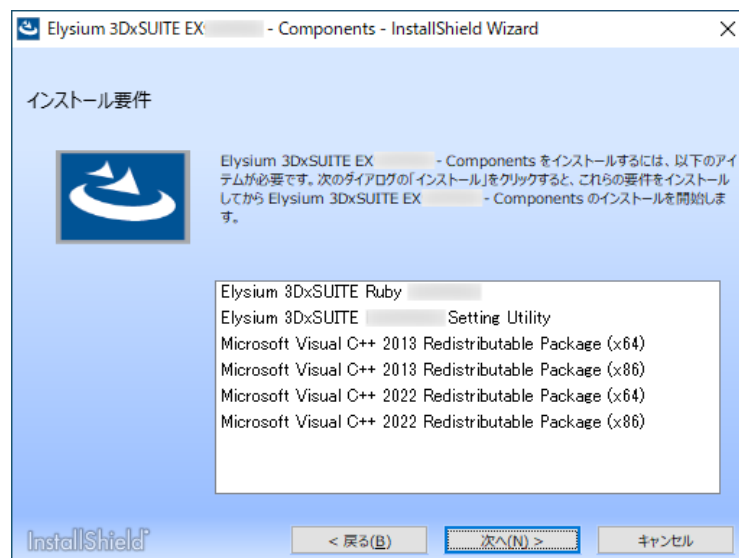 Elysium 3DxSUITE EX - Components - InstallShield Wizard
インストール要件
Elysium 3DxSUITE EX - Components をインストールするには、以下のアイ
テムが必要です。次のダイアログの「インストール」をクリックすると、これらの要件をインストール
してから Elysium 3DxSUITE EX - Components のインストールを開始しま
す。
Elysium 3DxSUITE Ruby
Elysium 3DxSUITE Setting Utility
Microsoft Visual C++ 2013 Redistributable Package (x64)
Microsoft Visual C++ 2013 Redistributable Package (x86)
Microsoft Visual C++ 2022 Redistributable Package (x64)
Microsoft Visual C++ 2022 Redistributable Package (x86)
InstallShield
< 戻る(B)
次へ(N) >
キャンセル